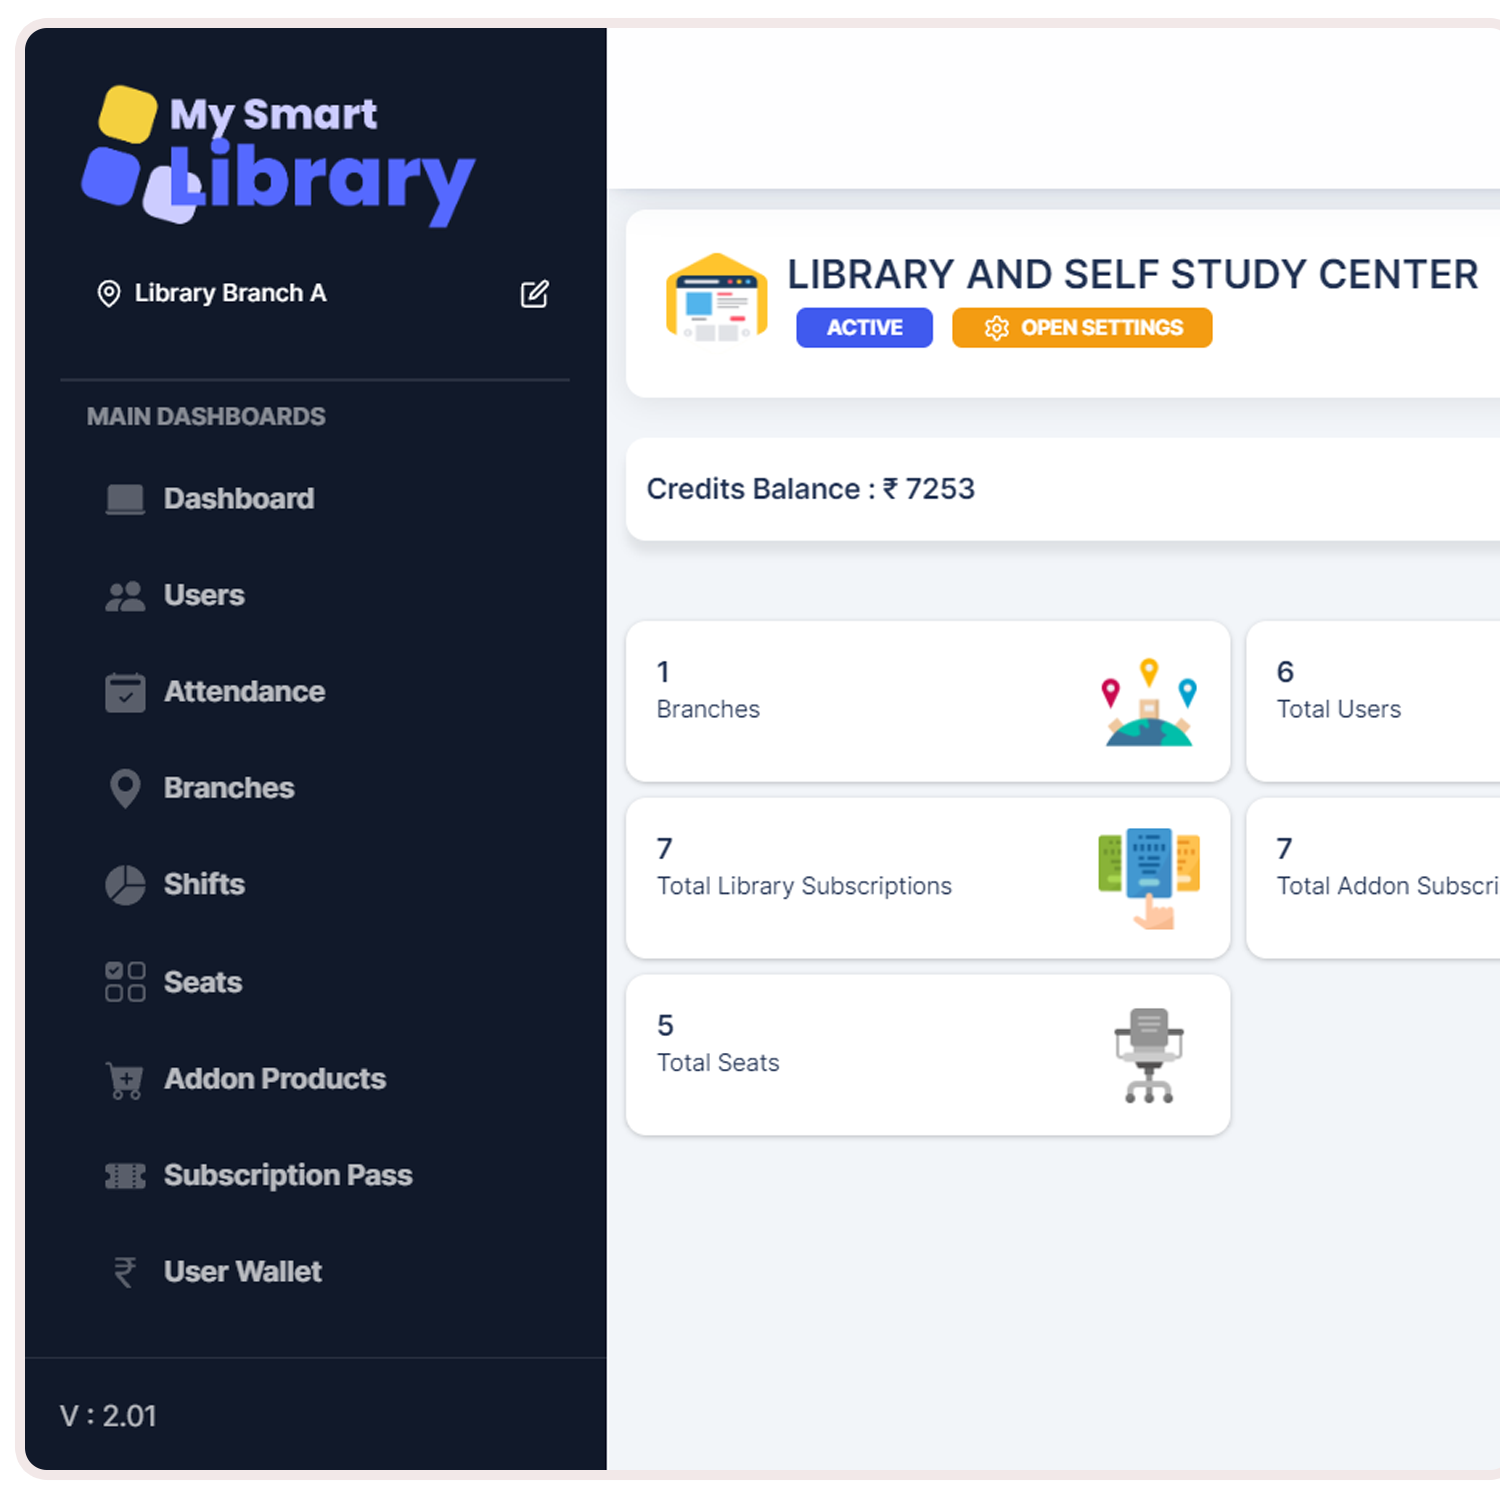 My Smart
Library
Library Branch A
MAIN DASHBOARDS
Dashboard
Users
Attendance
Branches
Shifts
Seats
Addon Products
Subscription Pass
User Wallet
V : 2.01
LIBRARY AND SELF STUDY CENTER
ACTIVE
OPEN SETTINGS
Credits Balance : ₹ 7253
1
Branches
6
Total Users
7
Total Library Subscriptions
7
Total Addon Subscri
5
Total Seats